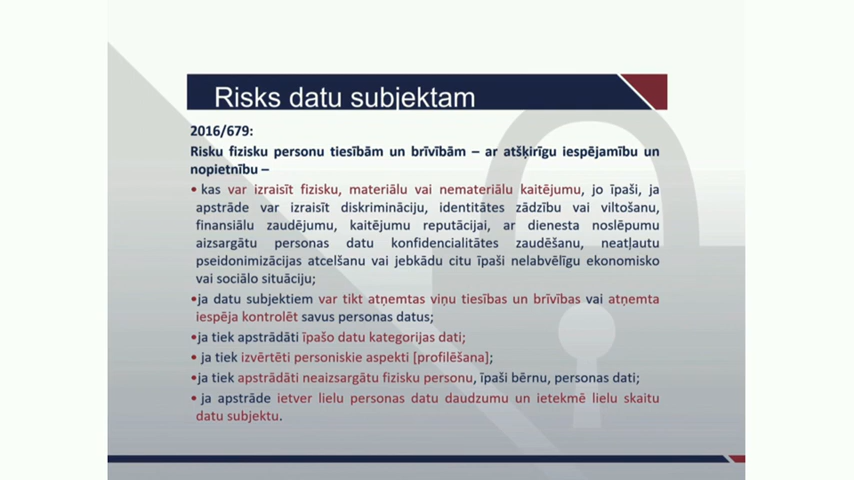 Risks datu subjektam
2016/679:
Risku fizisku personu tiesībām un brīvībām – ar atšķirīgu iespējamību un
nopietnību –
• kas var izraisīt fizisku, materiālu vai nemateriālu kaitējumu, jo īpaši, ja
apstrāde var izraisīt diskrimināciju, identitātes zādzību vai viltošanu,
finansiālu zaudējumu, kaitējumu reputācijai, ar dienesta noslēpumu
aizsargātu personas datu konfidencialitātes zaudēšanu, neatļautu
pseidonimizācijas atcelšanu vai jebkādu citu īpaši nelabvēlīgu ekonomisko
vai sociālo situāciju;
•ja datu subjektiem var tikt atņemtas viņu tiesības un brīvības vai atņemta
iespēja kontrolēt savus personas datus;
•ja tiek apstrādāti īpašo datu kategorijas dati;
• ja tiek izvērtēti personiskie aspekti [profilēšana];
•ja tiek apstrādāti neaizsargātu fizisku personu, īpaši bērnu, personas dati;
• ja apstrāde ietver lielu personas datu daudzumu un ietekmē lielu skaitu
datu subjektu.